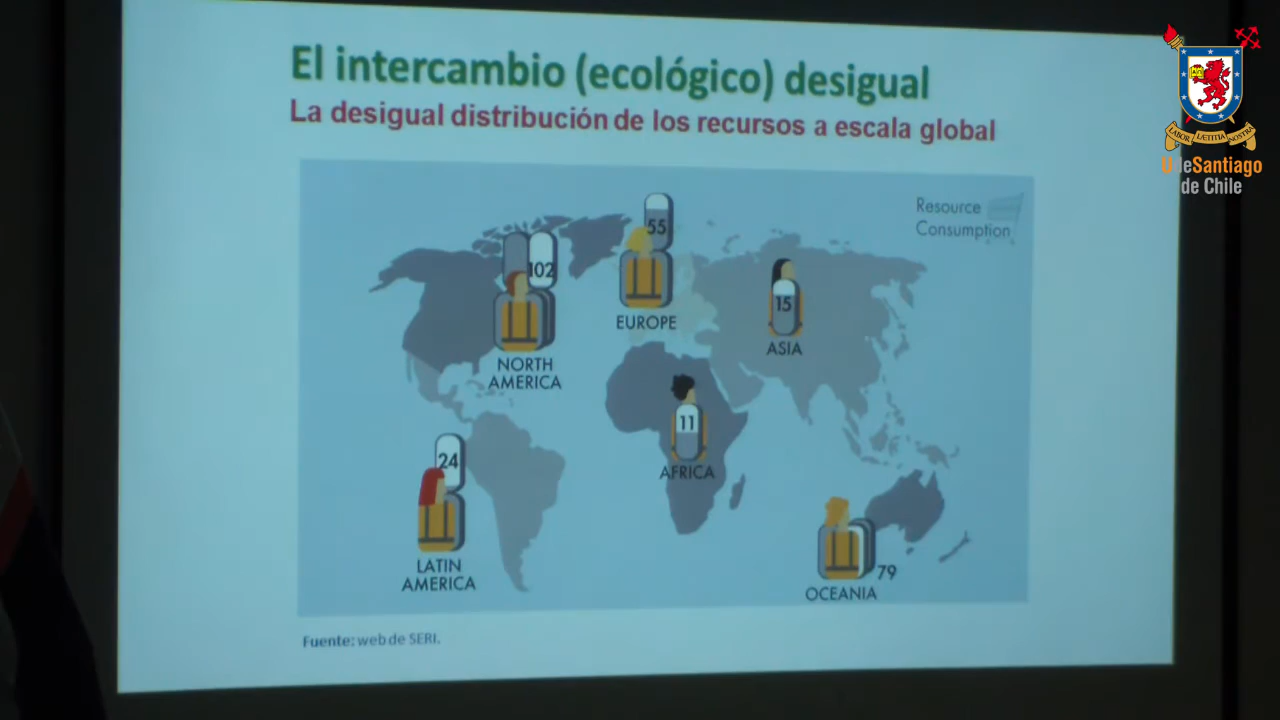 El intercambio (ecológico) desigual
La desigual distribución de los recursos a escala global
LABOR LÆTITIA NOSTRA
UdeSantiago
de Chile
Resource
Consumption
55
102
EUROPE
15
ASIA
NORTH
AMERICA
11
AFRICA
24
LATIN
AMERICA
79
OCEANIA
Fuente: web de SERI.